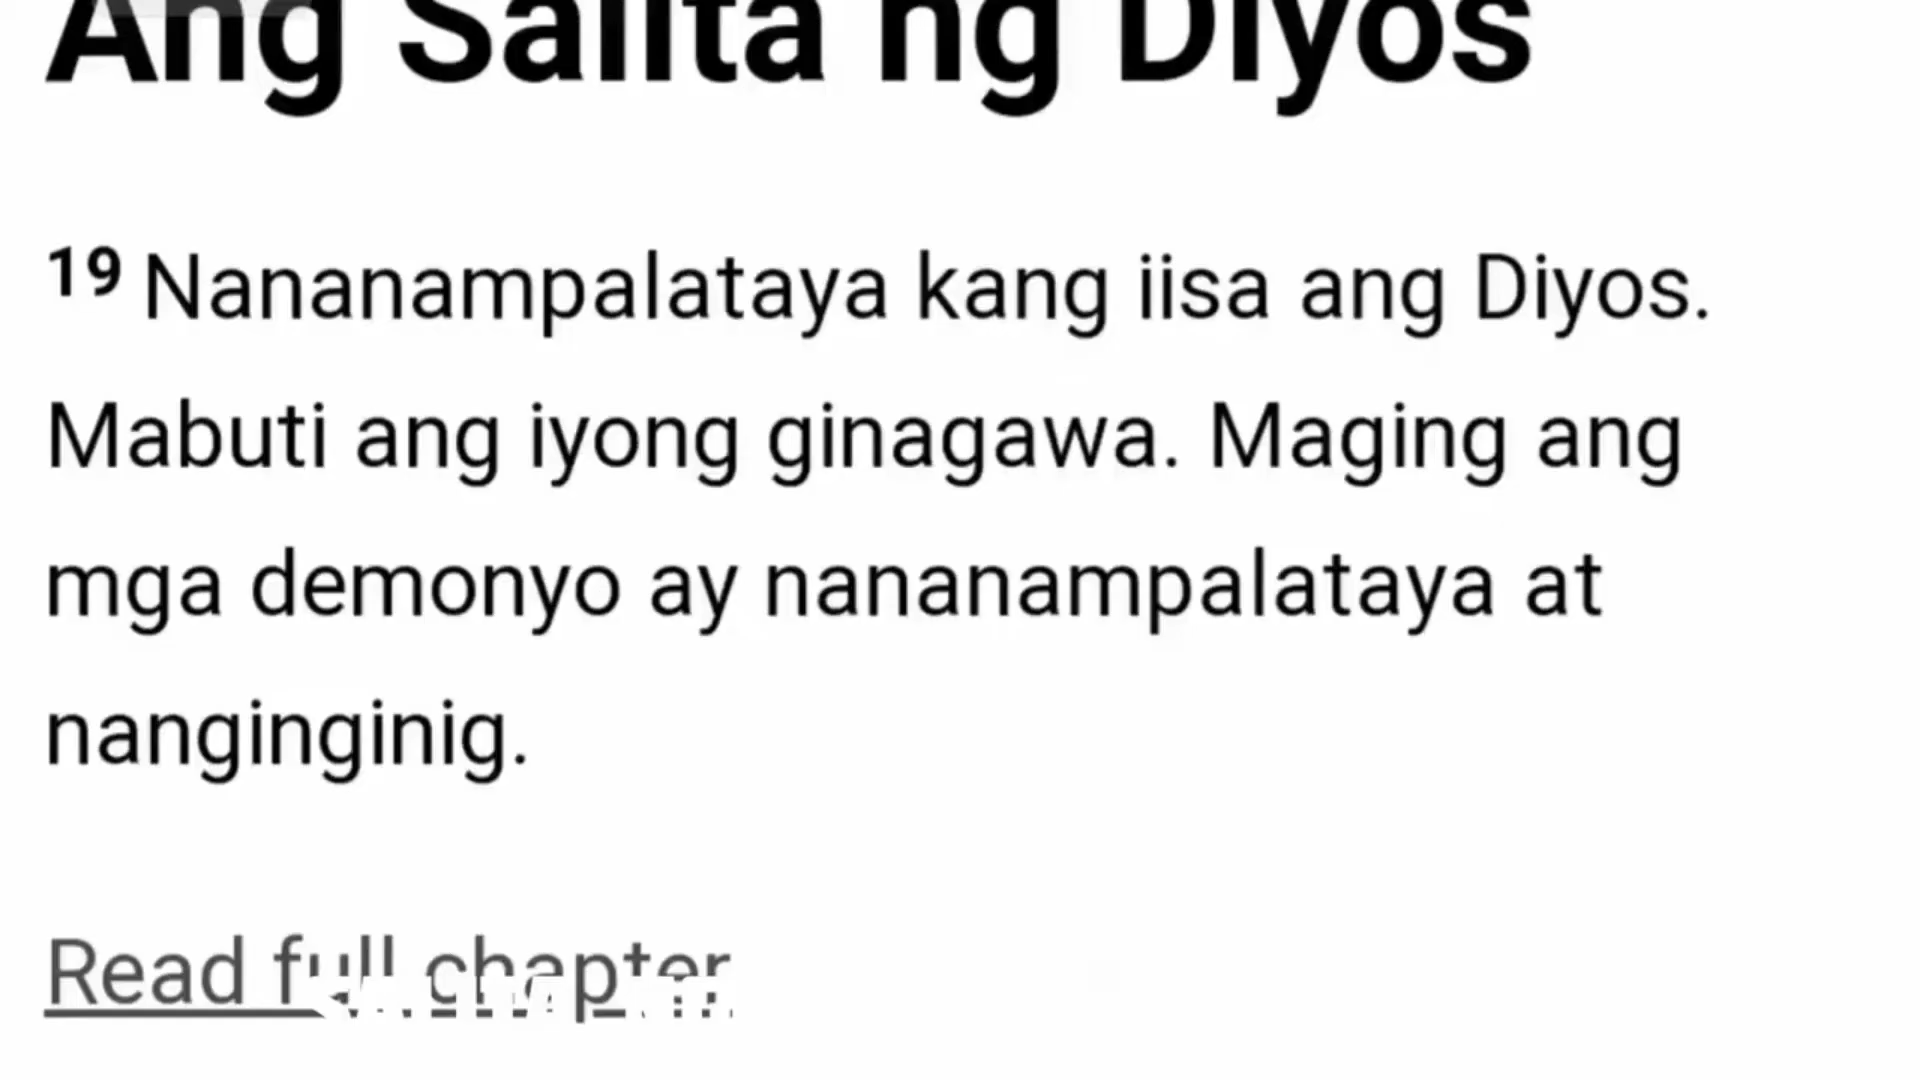 Ang Salita ng Diyos
19 Nananampalataya kang iisa ang Diyos.
Mabuti ang iyong ginagawa. Maging ang
mga demonyo ay nananampalataya at
nanginginig.
Read full chapter